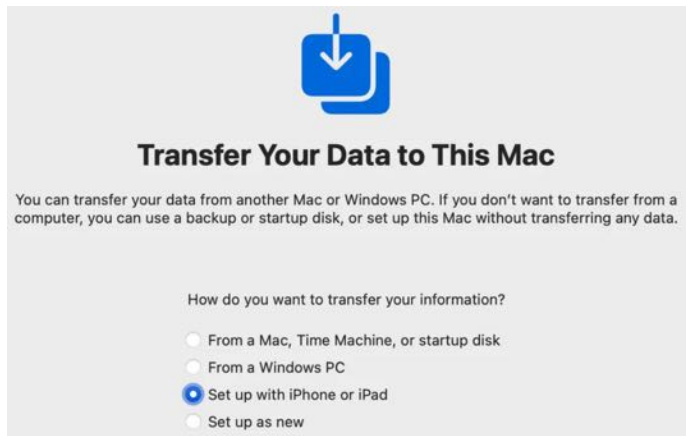 Transfer Your Data to This Mac
You can transfer your data from another Mac or Windows PC. If you don’t want to transfer from a
computer, you can use a backup or startup disk, or set up this Mac without transferring any data.
How do you want to transfer your information?
From a Mac, Time Machine, or startup disk
From a Windows PC
Set up with iPhone or iPad
Set up as new